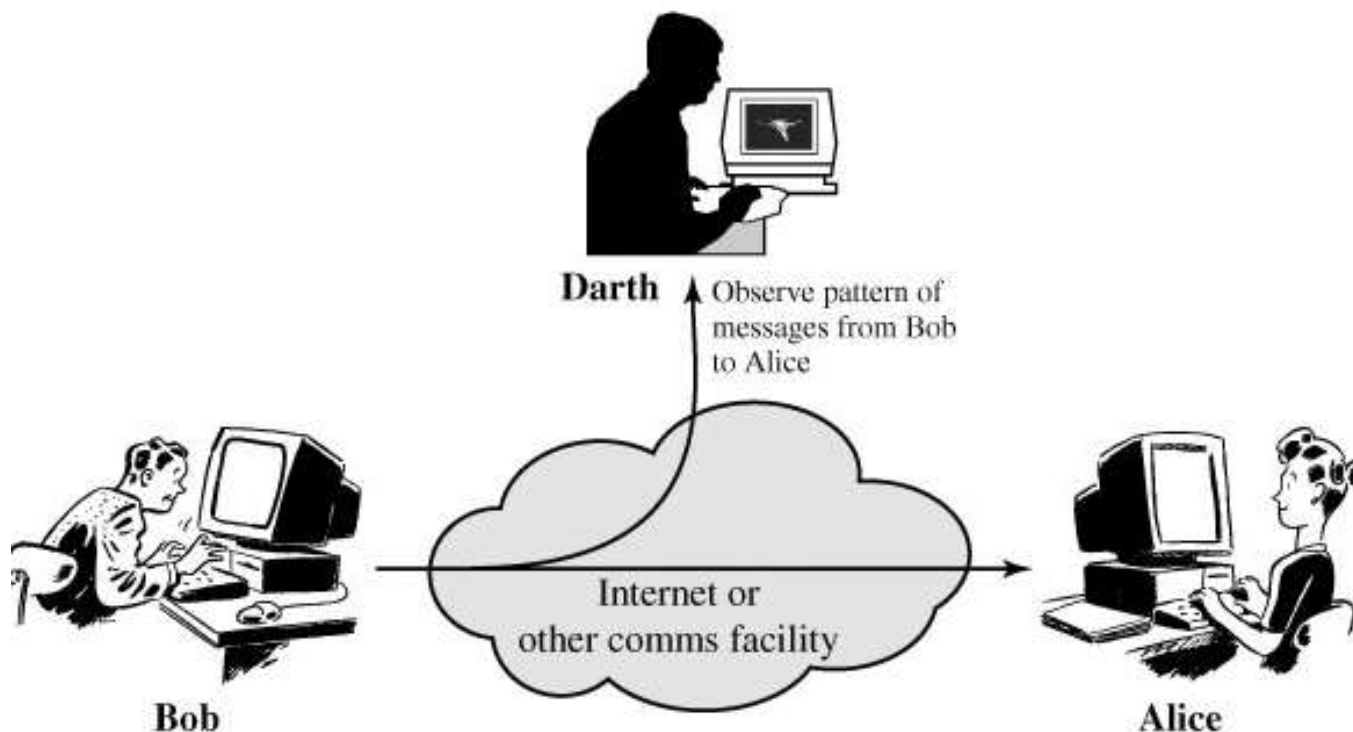 Darth
Observe pattern of
messages from Bob
to Alice
Internet or
other comms facility
Bob
Alice